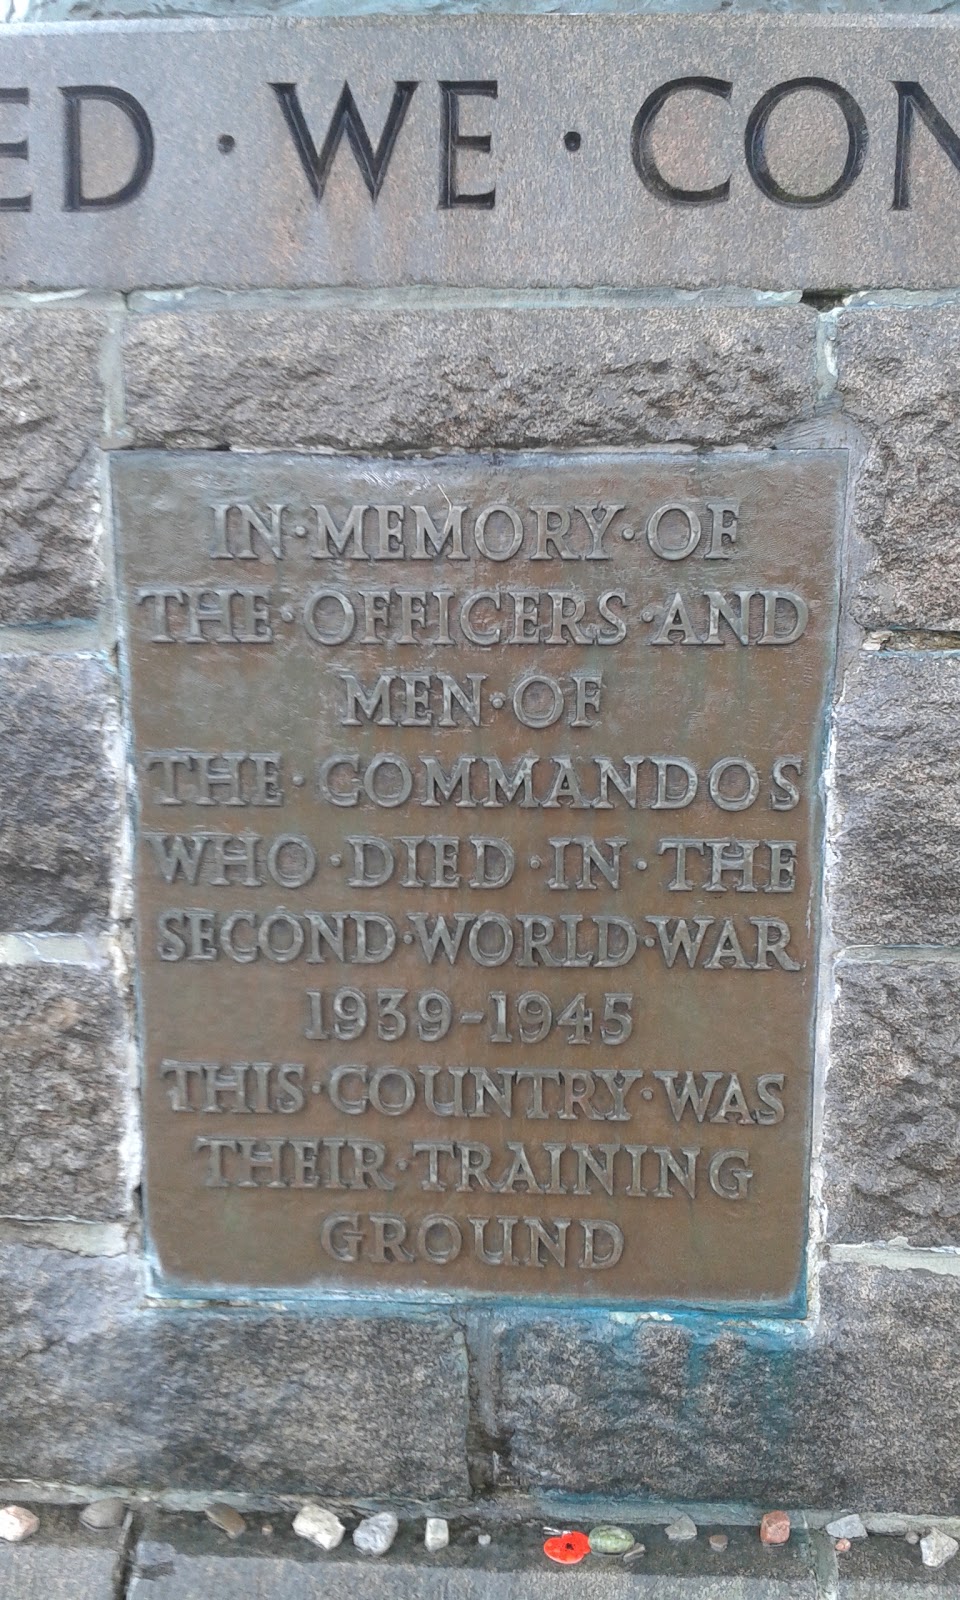 ED · WE · CON
IN·MEMORY·OF
THE·OFFICERS·AND
MEN·OF
THE·COMMANDOS
WHO·DIED·IN·THE
SECOND·WORLD·WAR
1939-1945
THIS·COUNTRY·WAS
THEIR·TRAINING
GROUND